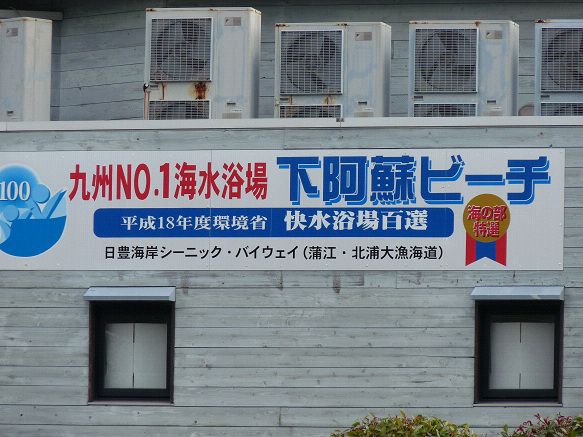 100
九州NO.1海水浴場 下阿蘇ビーチ
平成18年度環境省 快水浴場百選
海の部
特選
日豊海岸シーニック・バイウェイ(蒲江・北浦大漁海道)